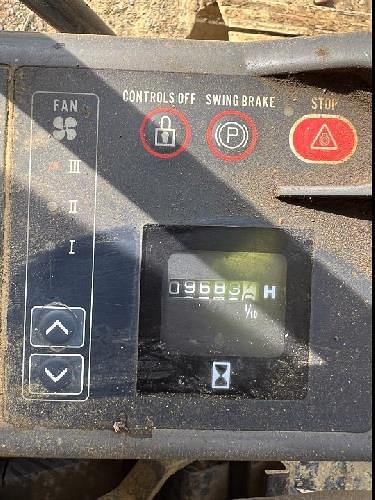 FAN
CONTROLS OFF
SWING BRAKE
STOP
P
III
II
I
09683 H
1/10